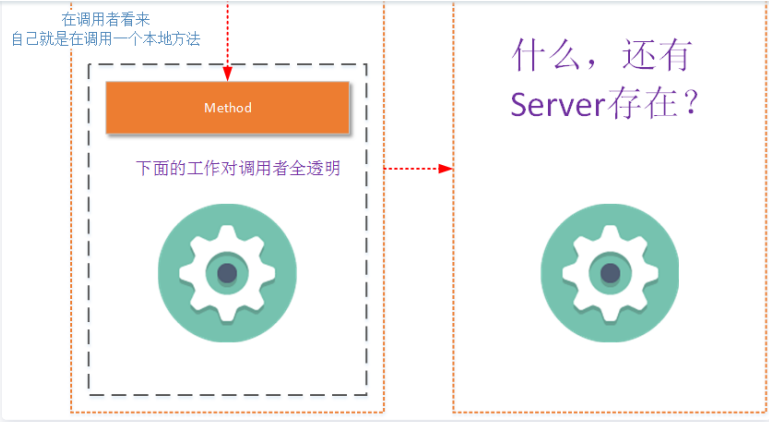 在调用者看来
自己就是在调用一个本地方法
Method
下面的工作对调用者全透明
什么，还有
Server存在？